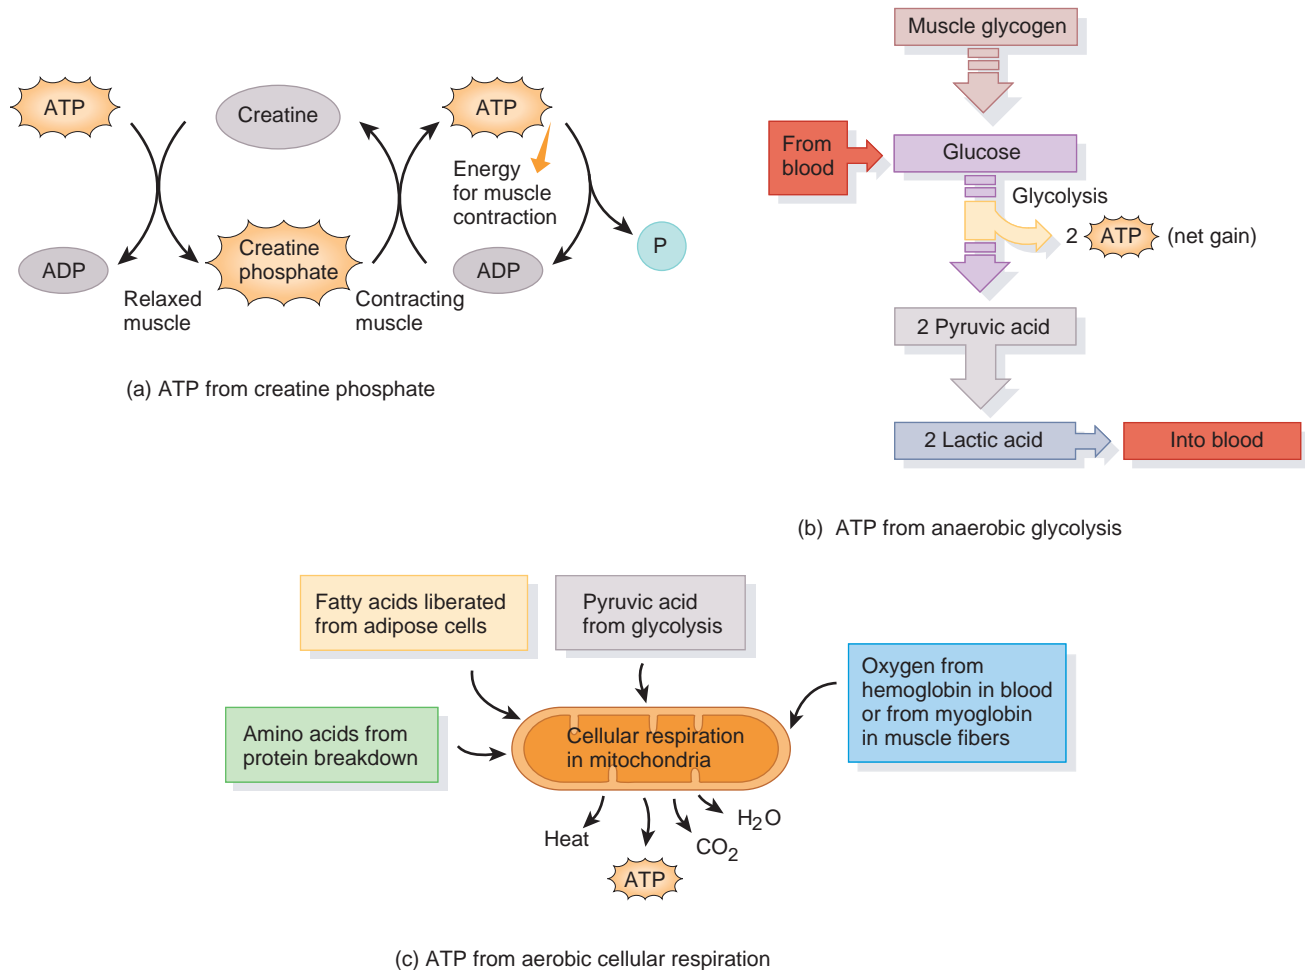 ATP
Creatine
ATP
Energy
for muscle
contraction
ADP
Creatine
phosphate
ADP
P
Relaxed
muscle
Contracting
muscle
(a) ATP from creatine phosphate
Muscle glycogen
From
blood
Glucose
Glycolysis
2 ATP (net gain)
2 Pyruvic acid
2 Lactic acid
Into blood
(b) ATP from anaerobic glycolysis
Fatty acids liberated
from adipose cells
Pyruvic acid
from glycolysis
Oxygen from
hemoglobin in blood
or from myoglobin
in muscle fibers
Amino acids from
protein breakdown
Cellular respiration
in mitochondria
Heat
ATP
CO₂
H₂O
(c) ATP from aerobic cellular respiration